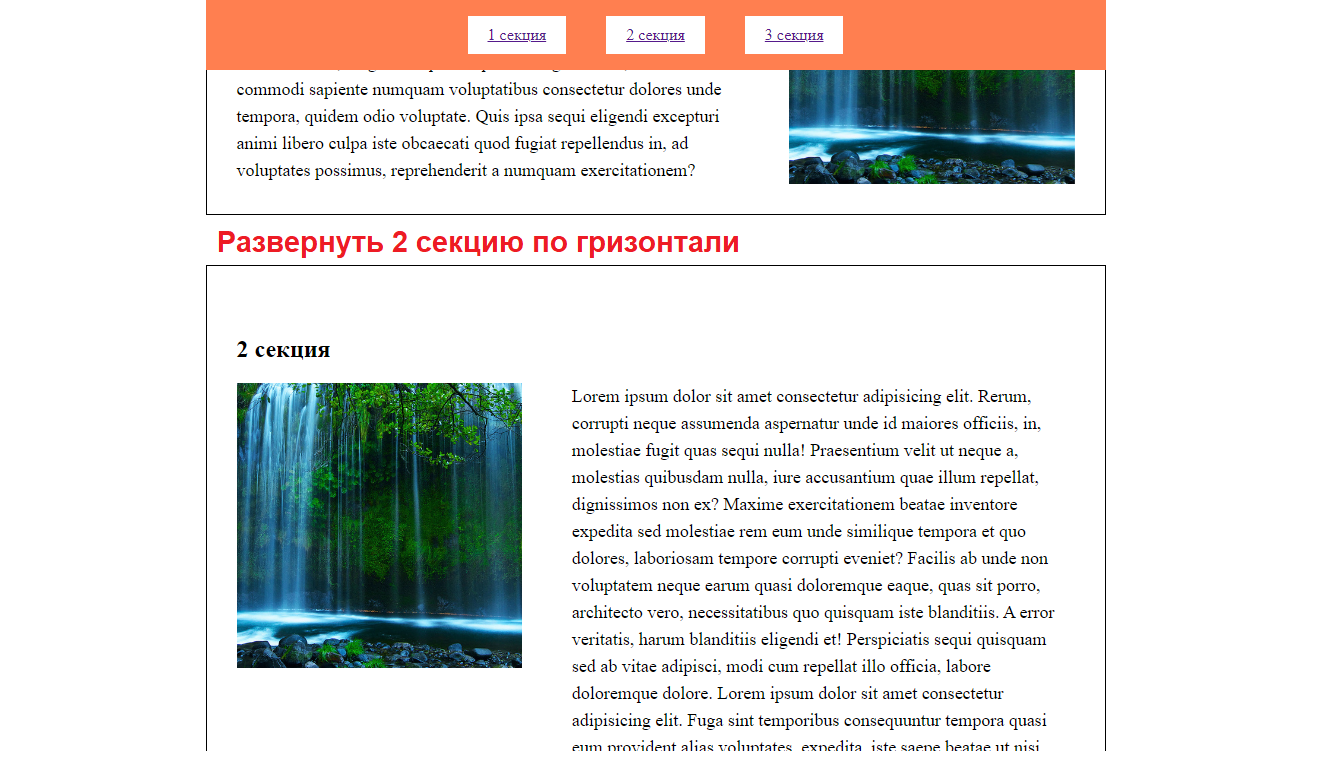 1 секция 2 секция 3 секция
commodi sapiente numquam voluptatibus consectetur dolores unde
tempora, quidem odio voluptate. Quis ipsa sequi eligendi excepturi
animi libero culpa iste obcaecati quod fugiat repellendus in, ad
voluptates possimus, reprehenderit a numquam exercitationem?
Развернуть 2 секцию по гризонтали
2 секция
Lorem ipsum dolor sit amet consectetur adipisicing elit. Rerum,
corrupti neque assumenda aspernatur unde id maiores officiis, in,
molestiae fugit quas sequi nulla! Praesentium velit ut neque a,
molestias quibusdam nulla, iure accusantium quae illum repellat,
dignissimos non ex? Maxime exercitationem beatae inventore
expedita sed molestiae rem eum unde similique tempora et quo
dolores, laboriosam tempore corrupti eveniet? Facilis ab unde non
voluptatem neque earum quasi doloremque eaque, quas sit porro,
architecto vero, necessitatibus quo quisquam iste blanditiis. A error
veritatis, harum blanditiis eligendi et! Perspiciatis sequi quisquam
sed ab vitae adipisci, modi cum repellat illo officia, labore
doloremque dolore. Lorem ipsum dolor sit amet consectetur
adipisicing elit. Fuga sint temporibus consequuntur tempora quasi
eum provident alias voluptates, expedita, iste saepe beatae ut nisi